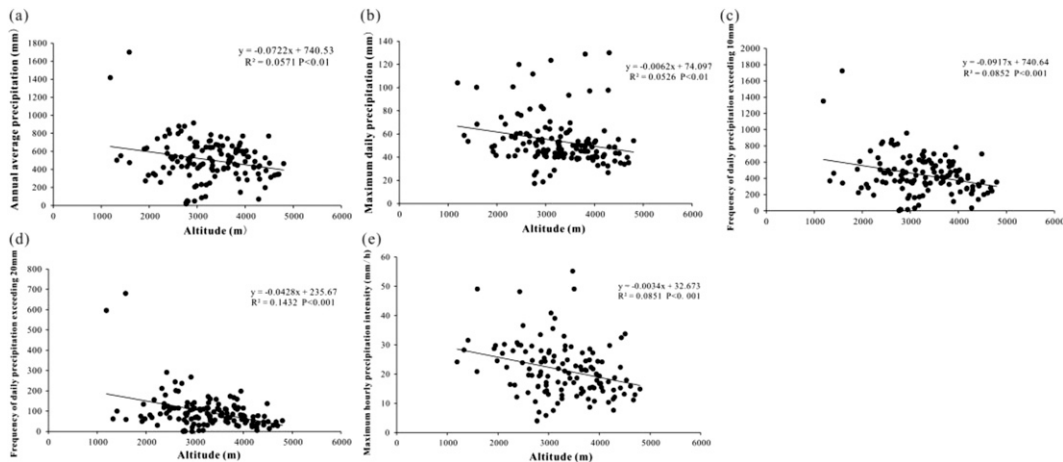 (a)
Annual average precipitation (mm)
1800
1600
1400
1200
1000
800
600
400
200
0
0 1000 2000 3000 4000 5000 6000
Altitude (m)
y = -0.0722x + 740.53
R² = 0.0571 P<0.01
(b)
Maximum daily precipitation (mm)
140
120
100
80
60
40
20
0
0 1000 2000 3000 4000 5000 6000
Altitude (m)
y = -0.0062x + 74.097
R² = 0.0526 P<0.01
(c)
Frequency of daily precipitation exceeding 10mm
2000
1800
1600
1400
1200
1000
800
600
400
200
0
0 1000 2000 3000 4000 5000 6000
Altitude (m)
y = -0.0917x + 740.64
R² = 0.0852 P<0.001
(d)
Frequency of daily precipitation exceeding 20mm
800
700
600
500
400
300
200
100
0
0 1000 2000 3000 4000 5000 6000
Altitude (m)
y = -0.0428x + 235.67
R² = 0.1432 P<0.001
(e)
Maximum hourly precipitation intensity (mm/h)
60
50
40
30
20
10
0
0 1000 2000 3000 4000 5000 6000
Altitude (m)
y = -0.0034x + 32.673
R² = 0.0851 P<0. 001